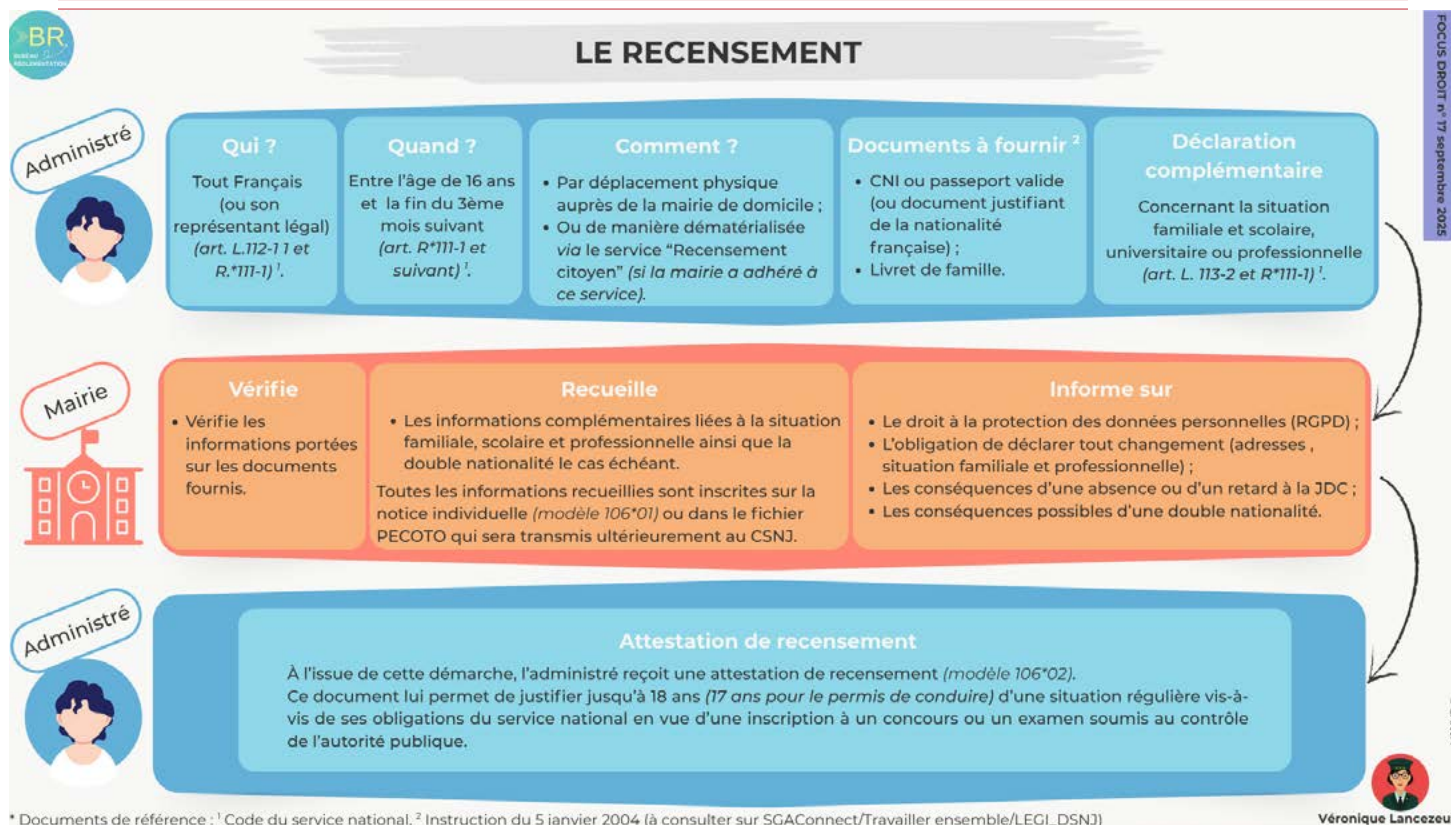 BR
BUREAU
RÉGLEMENTATION
LE RECENSEMENT
FOCUS DROIT n° 17 septembre 2025
Administré
Qui ?
Tout Français
(ou son
représentant légal)
(art. L.112-1 1 et
R.*111-1) ¹.
Quand ?
Entre l'âge de 16 ans
et la fin du 3ème
mois suivant
(art. R*111-1 et
suivant) ¹.
Comment ?
• Par déplacement physique
auprès de la mairie de domicile ;
• Ou de manière dématérialisée
via le service "Recensement
citoyen" (si la mairie a adhéré à
ce service).
Documents à fournir ²
• CNI ou passeport valide
(ou document justifiant
de la nationalité
française) ;
• Livret de famille.
Déclaration
complémentaire
Concernant la situation
familiale et scolaire,
universitaire ou professionnelle
(art. L. 113-2 et R*111-1) ¹.
Mairie
Vérifie
• Vérifie les
informations portées
sur les documents
fournis.
Recueille
• Les informations complémentaires liées à la situation
familiale, scolaire et professionnelle ainsi que la
double nationalité le cas échéant.
Toutes les informations recueillies sont inscrites sur la
notice individuelle (modèle 106*01) ou dans le fichier
PECOTO qui sera transmis ultérieurement au CSNJ.
Informe sur
• Le droit à la protection des données personnelles (RGPD) ;
• L'obligation de déclarer tout changement (adresses ,
situation familiale et professionnelle) ;
• Les conséquences d'une absence ou d'un retard à la JDC ;
• Les conséquences possibles d'une double nationalité.
Administré
Attestation de recensement
À l'issue de cette démarche, l'administré reçoit une attestation de recensement (modèle 106*02).
Ce document lui permet de justifier jusqu'à 18 ans (17 ans pour le permis de conduire) d'une situation régulière vis-à-
vis de ses obligations du service national en vue d'une inscription à un concours ou un examen soumis au contrôle
de l'autorité publique.
* Documents de référence : ¹ Code du service national, ² Instruction du 5 janvier 2004 (à consulter sur SGAConnect/Travailler ensemble/LEGI_DSNJ)
Véronique Lancezeu